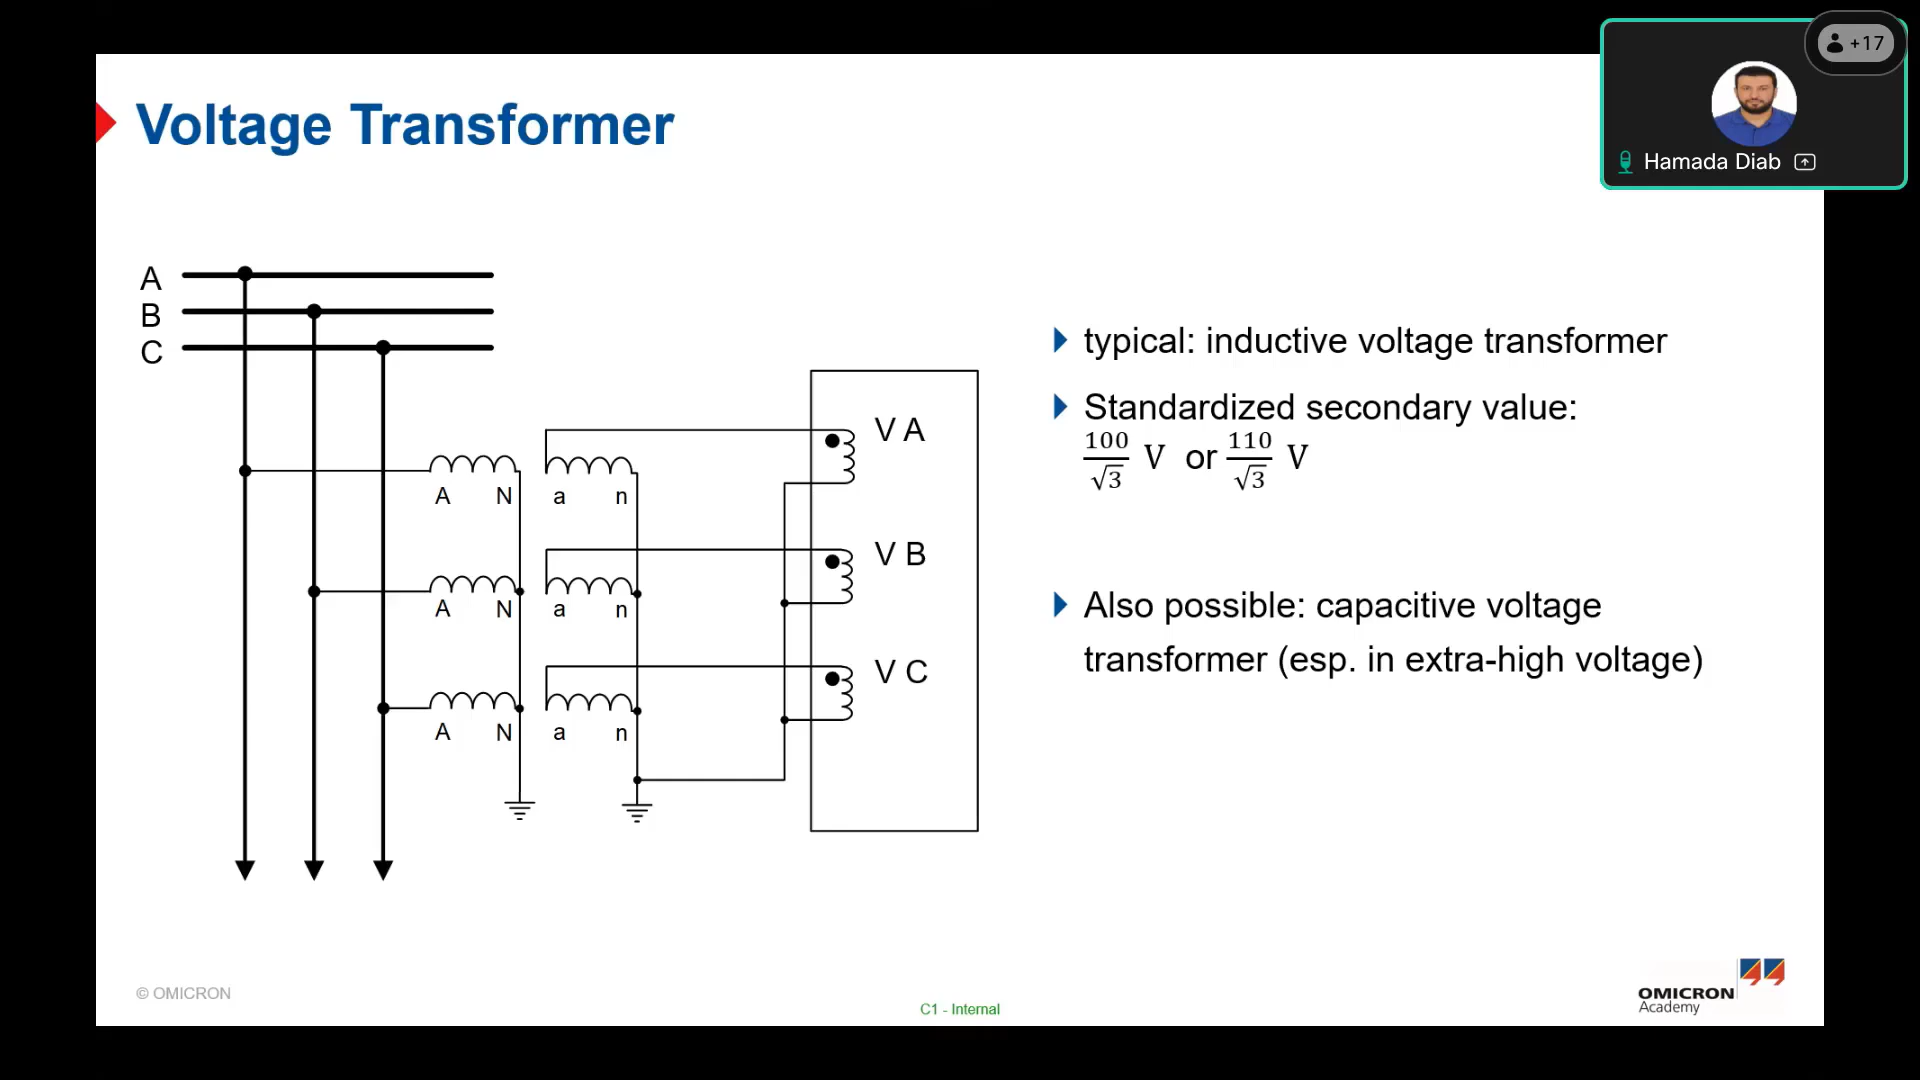 +17
Hamada Diab
Voltage Transformer
A
B
C
A N a n
A N a n
A N a n
V A
V B
V C
typical: inductive voltage transformer
Standardized secondary value:
100/√3 V or 110/√3 V
Also possible: capacitive voltage
transformer (esp. in extra-high voltage)
© OMICRON
C1 - Internal
OMICRON
Academy